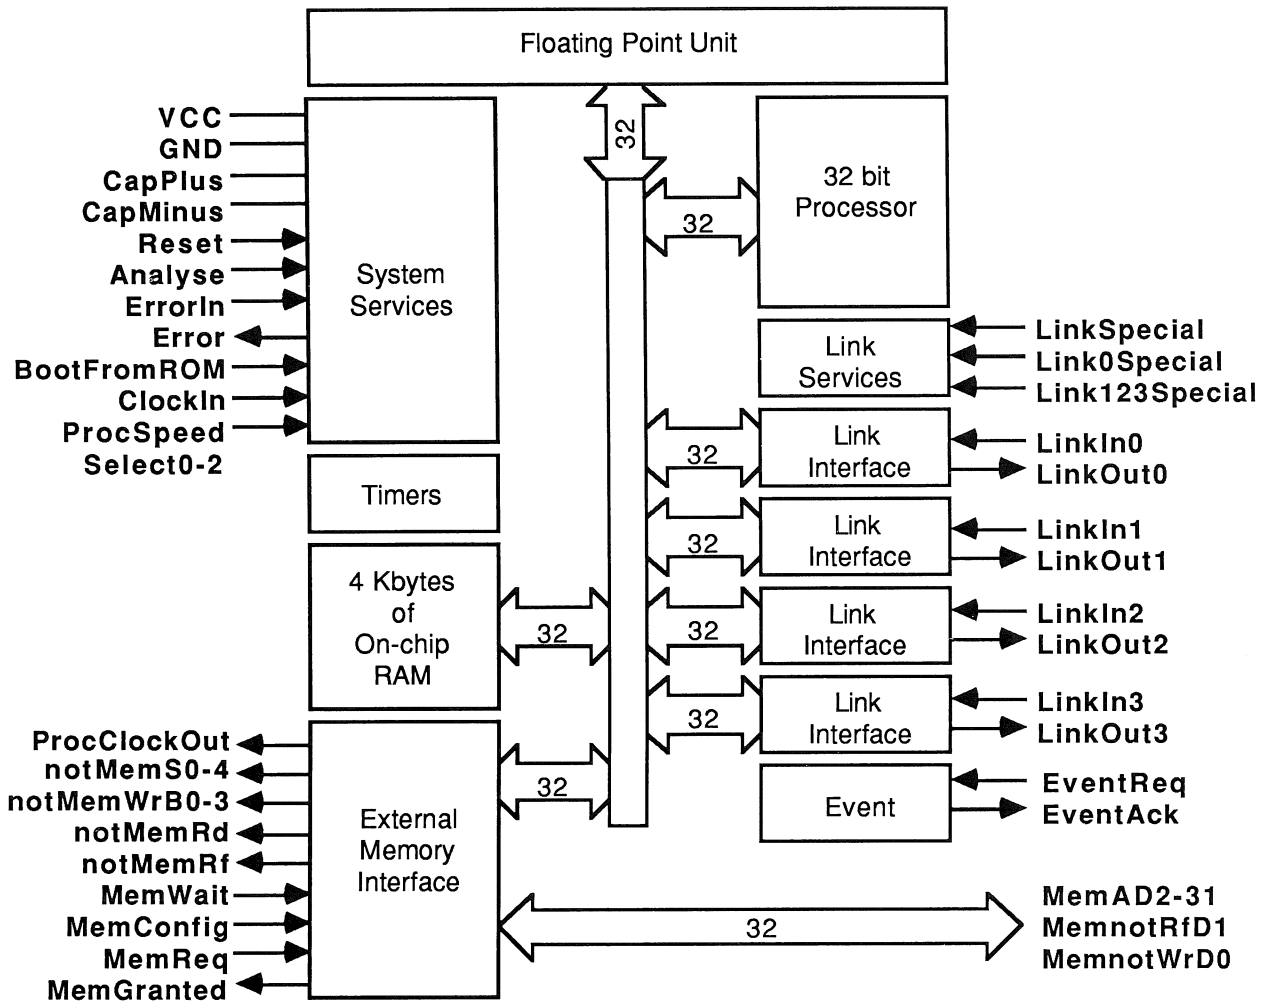 Floating Point Unit
VCC
GND
CapPlus
CapMinus
Reset
Analyse
ErrorIn
Error
BootFromROM
ClockIn
ProcSpeed
Select0-2
System
Services
32
32
32 bit
Processor
Link
Services
LinkSpecial
Link0Special
Link123Special
32
Link
Interface
LinkIn0
LinkOut0
Timers
32
Link
Interface
LinkIn1
LinkOut1
4 Kbytes
of
On-chip
RAM
32
32
Link
Interface
LinkIn2
LinkOut2
32
Link
Interface
LinkIn3
LinkOut3
ProcClockOut
notMemS0-4
notMemWrB0-3
notMemRd
notMemRf
MemWait
MemConfig
MemReq
MemGranted
External
Memory
Interface
32
Event
EventReq
EventAck
32
MemAD2-31
MemnotRfD1
MemnotWrD0